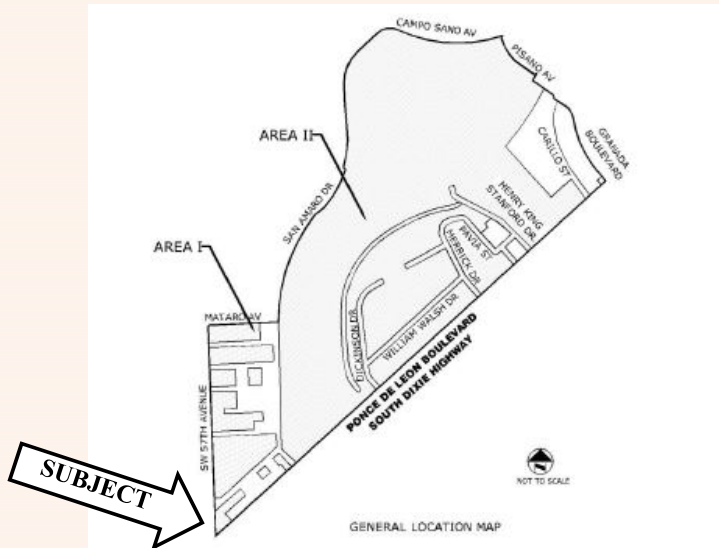 CAMPO SANO AV
PISANO AV
AREA II
CARILLO ST
GRANADA
BOULEVARD
SAN AMARO DR
HENRY KING
STANFORD DR
AREA I
PAVIA ST
MERRICK DR
MATARO AV
DICKINSON DR
WILLIAM WALSH DR
PONCE DE LEON BOULEVARD
SOUTH DIXIE HIGHWAY
SW 57TH AVENUE
SUBJECT
NOT TO SCALE
GENERAL LOCATION MAP